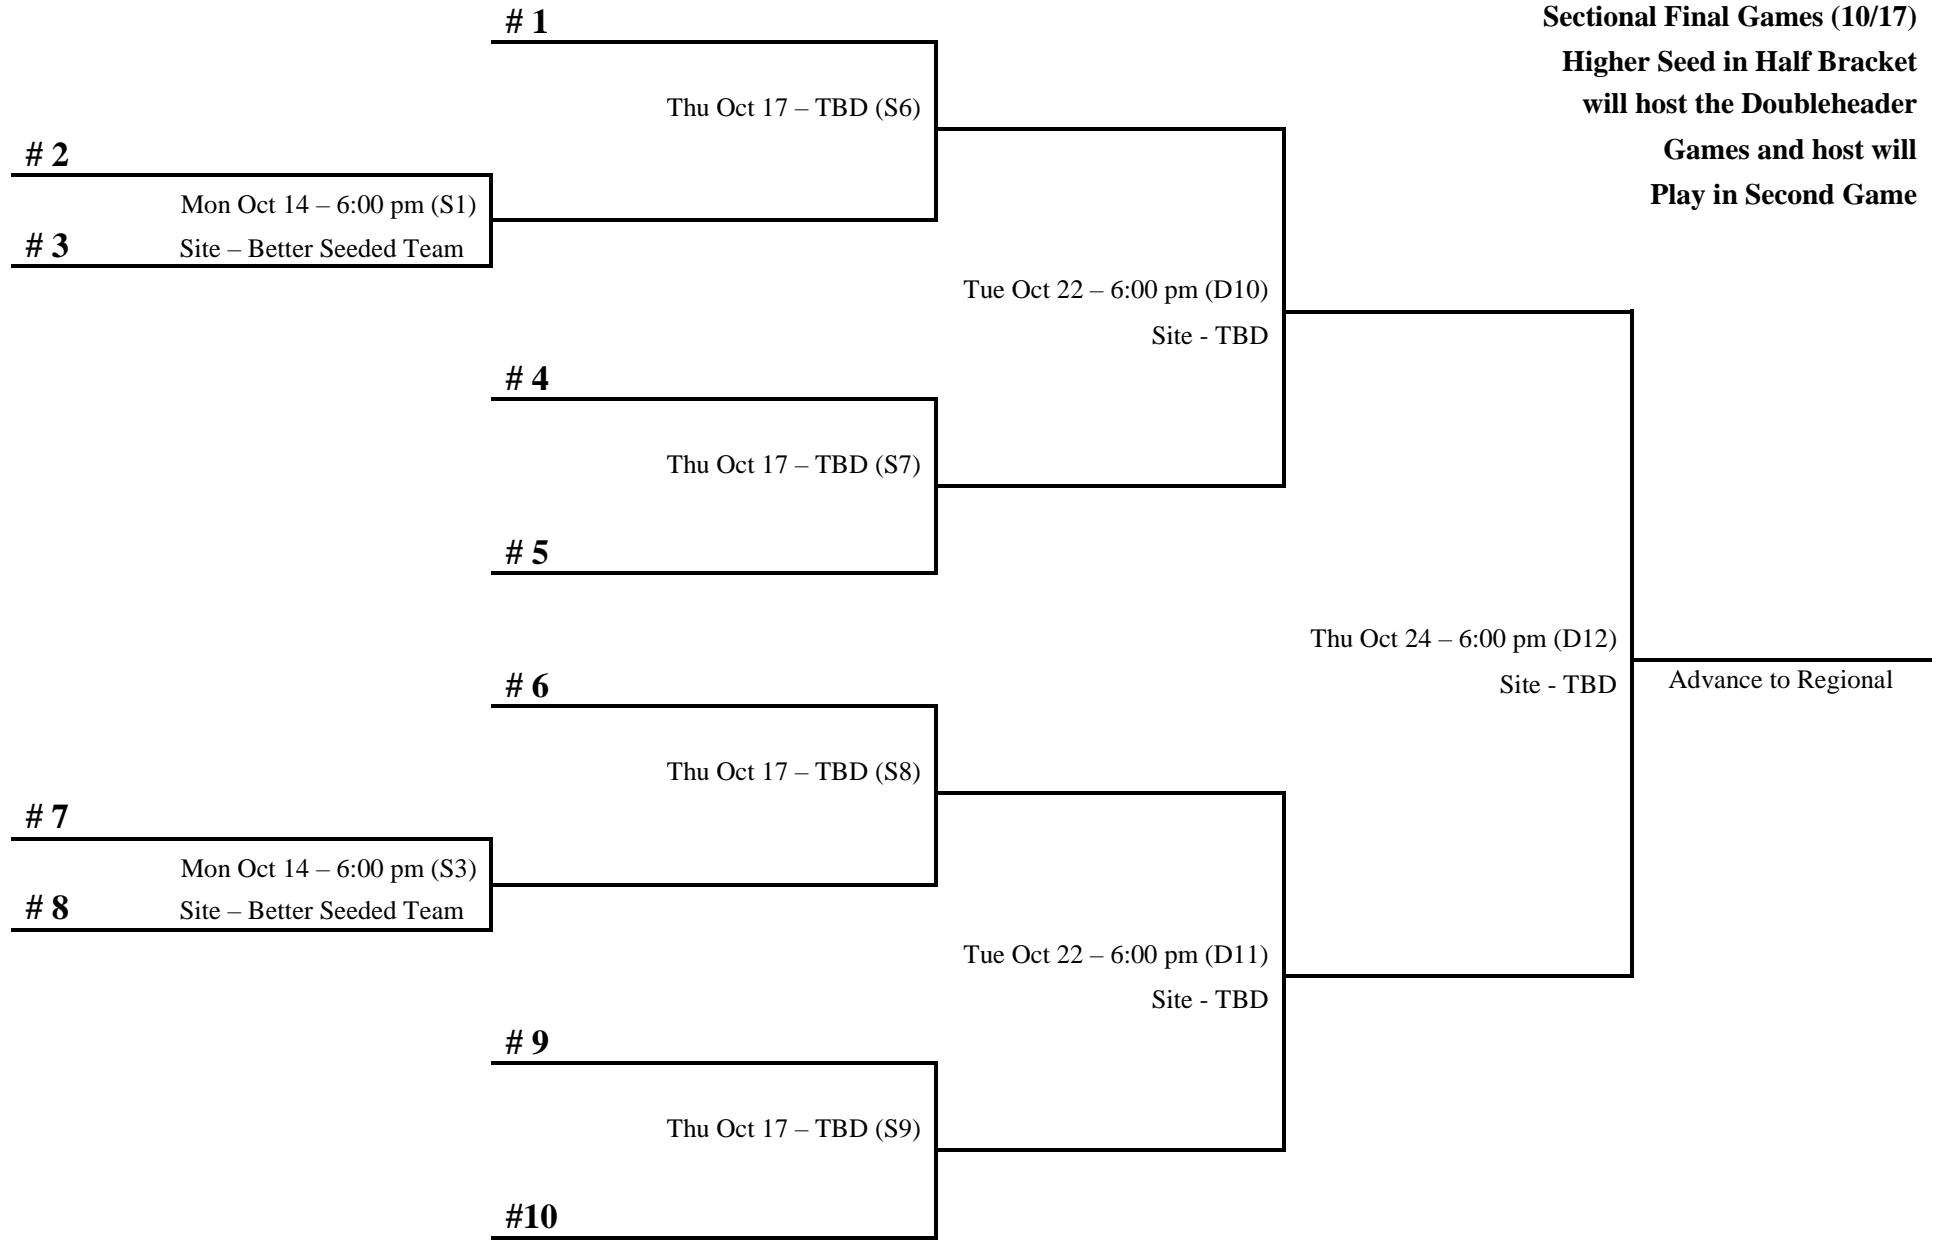 # 1
Sectional Final Games (10/17)
Higher Seed in Half Bracket
will host the Doubleheader
Games and host will
Play in Second Game
Thu Oct 17 – TBD (S6)
# 2
Mon Oct 14 – 6:00 pm (S1)
# 3
Site – Better Seeded Team
Tue Oct 22 – 6:00 pm (D10)
Site - TBD
# 4
Thu Oct 17 – TBD (S7)
# 5
Thu Oct 24 – 6:00 pm (D12)
Site - TBD
Advance to Regional
# 6
Thu Oct 17 – TBD (S8)
# 7
Mon Oct 14 – 6:00 pm (S3)
# 8
Site – Better Seeded Team
Tue Oct 22 – 6:00 pm (D11)
Site - TBD
# 9
Thu Oct 17 – TBD (S9)
#10